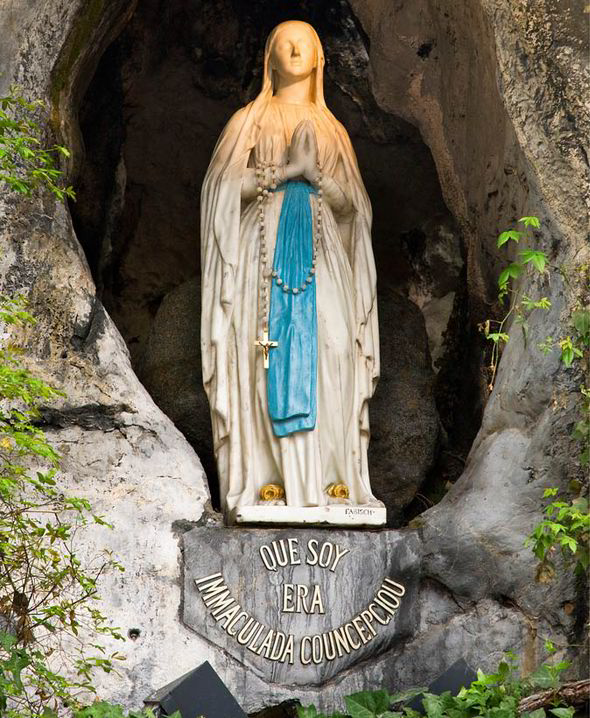 FABISCH
QUE SOY
ERA
IMMACULADA COUNCEPCIOU